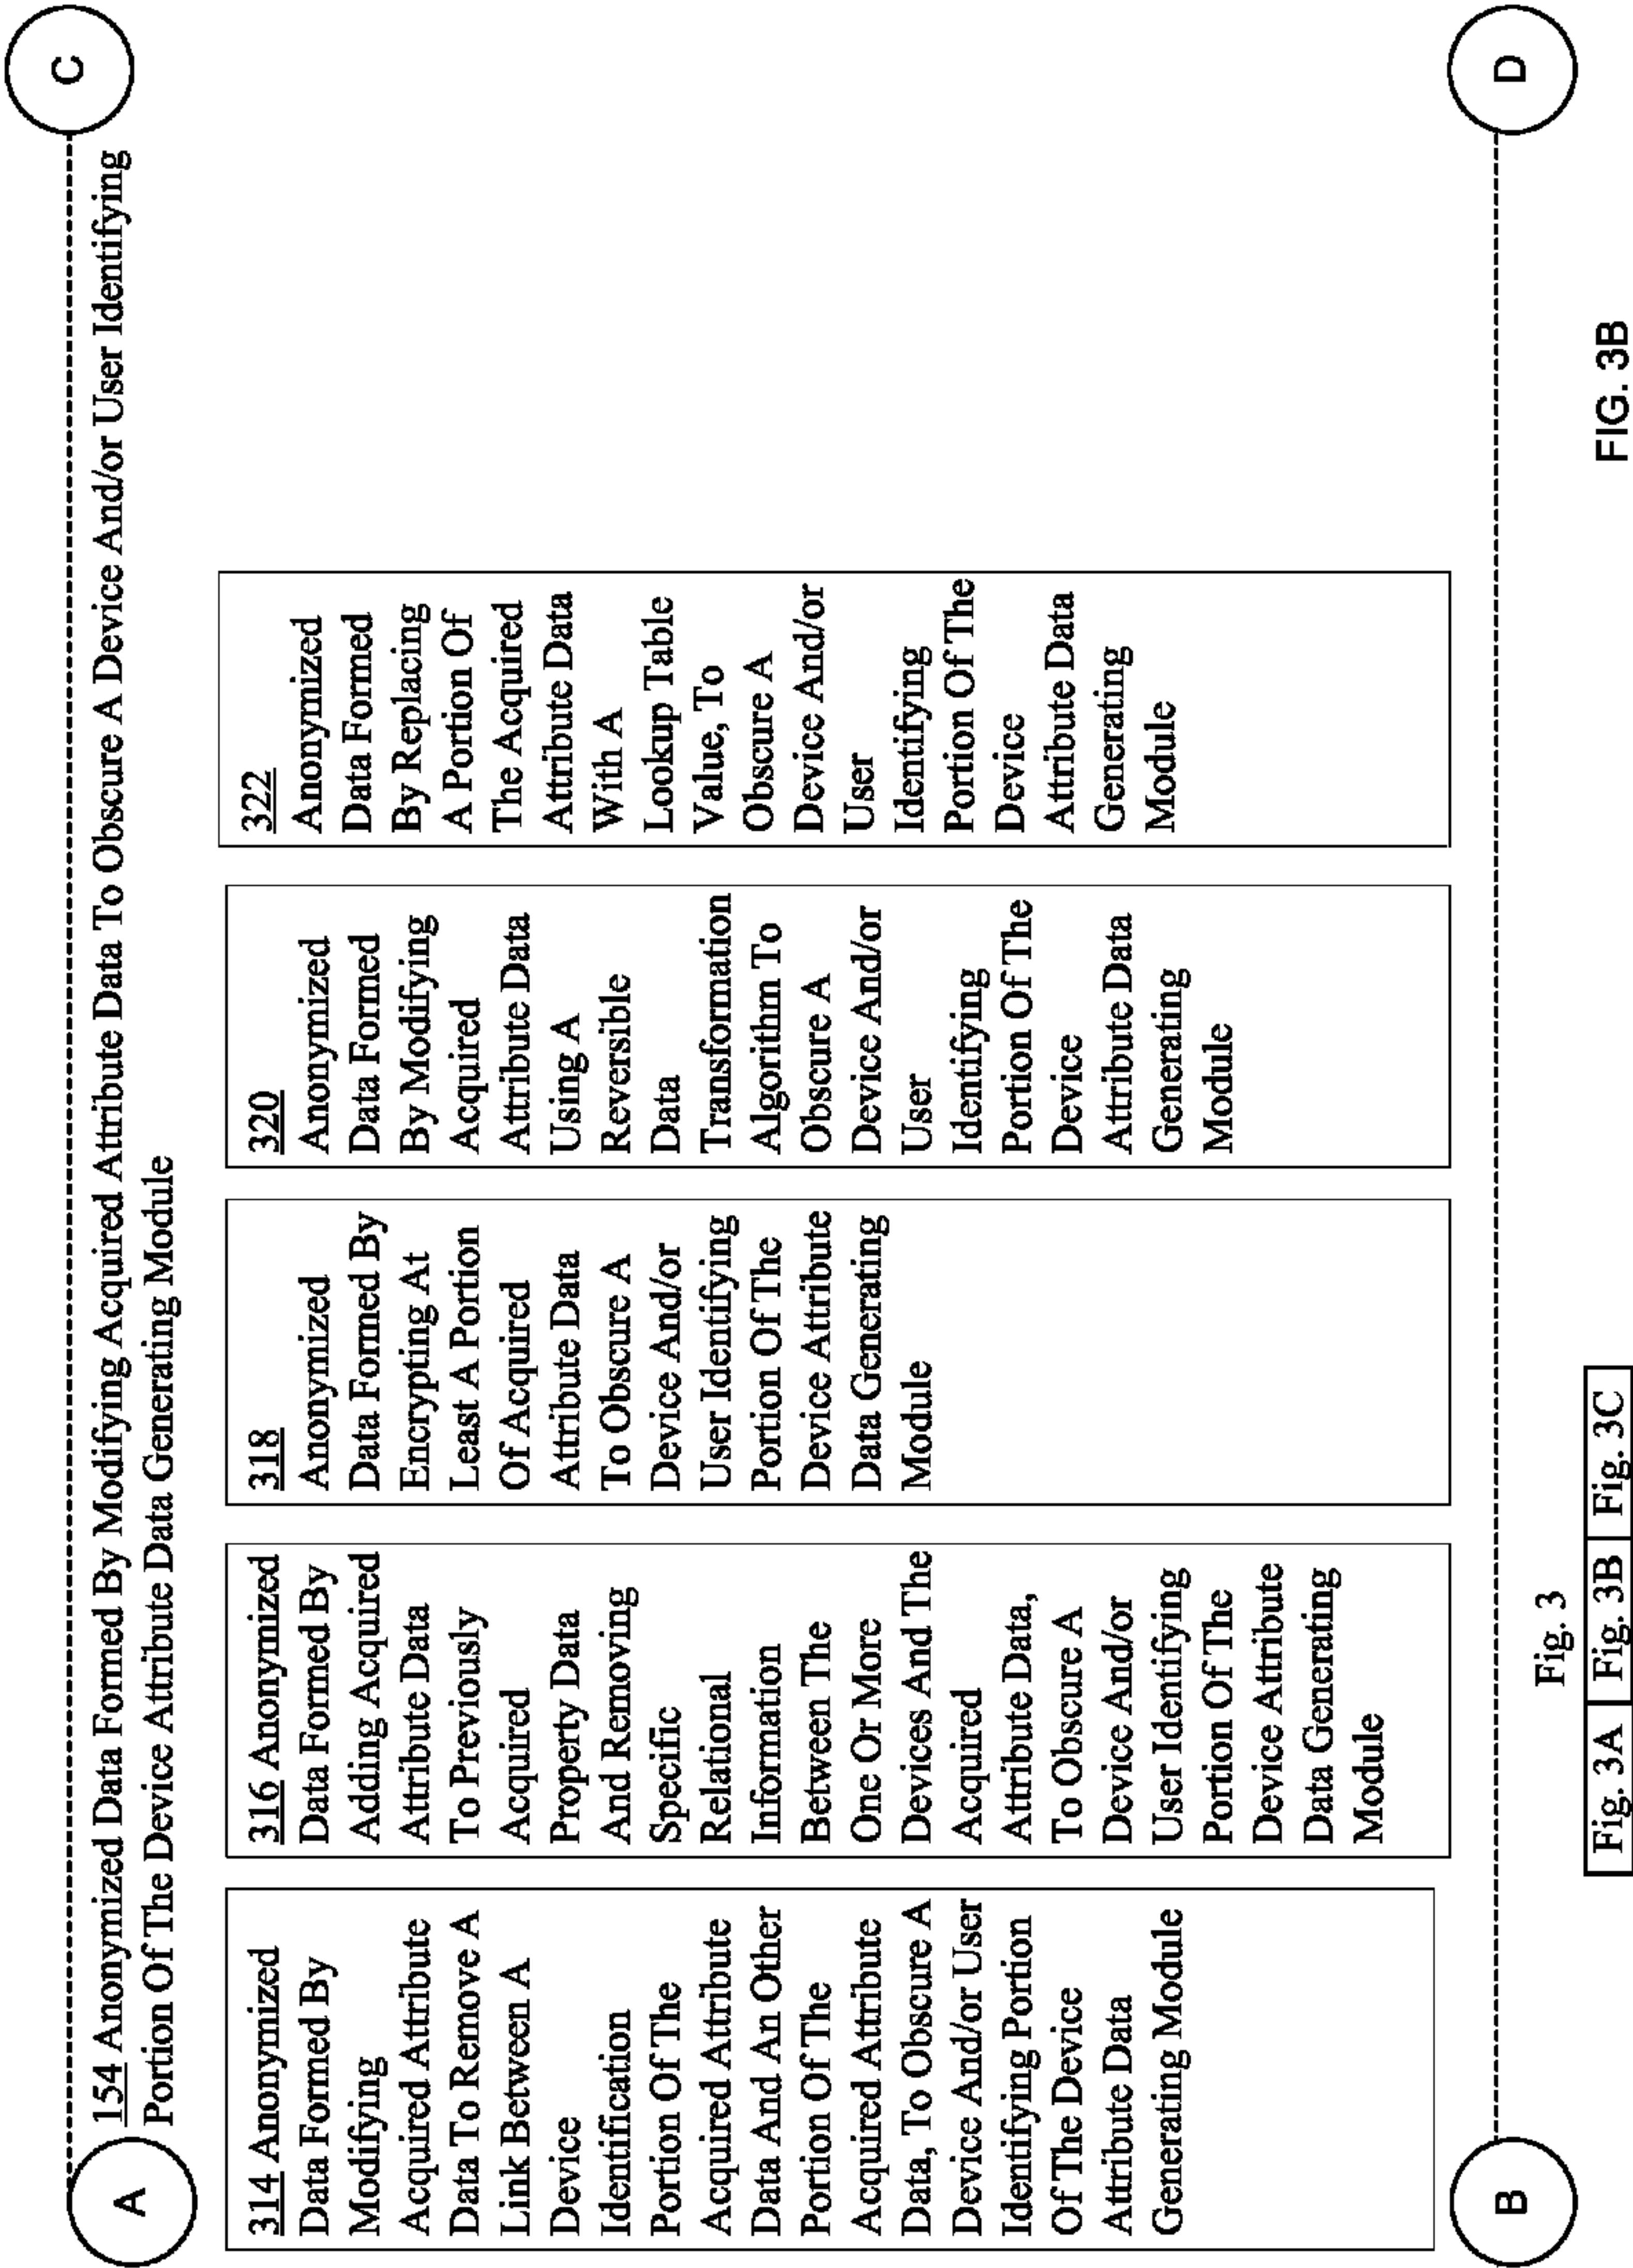 A
C
154 Anonymized Data Formed By Modifying Acquired Attribute Data To Obscure A Device And/or User Identifying
Portion Of The Device Attribute Data Generating Module
314 Anonymized
Data Formed By
Modifying
Acquired Attribute
Data To Remove A
Link Between A
Device
Identification
Portion Of The
Acquired Attribute
Data And An Other
Portion Of The
Acquired Attribute
Data, To Obscure A
Device And/or User
Identifying Portion
Of The Device
Attribute Data
Generating Module
316 Anonymized
Data Formed By
Adding Acquired
Attribute Data
To Previously
Acquired
Property Data
And Removing
Specific
Relational
Information
Between The
One Or More
Devices And The
Acquired
Attribute Data,
To Obscure A
Device And/or
User Identifying
Portion Of The
Device Attribute
Data Generating
Module
318
Anonymized
Data Formed By
Encrypting At
Least A Portion
Of Acquired
Attribute Data
To Obscure A
Device And/or
User Identifying
Portion Of The
Device Attribute
Data Generating
Module
320
Anonymized
Data Formed
By Modifying
Acquired
Attribute Data
Using A
Reversible
Data
Transformation
Algorithm To
Obscure A
Device And/or
User
Identifying
Portion Of The
Device
Attribute Data
Generating
Module
322
Anonymized
Data Formed
By Replacing
A Portion Of
The Acquired
Attribute Data
With A
Lookup Table
Value, To
Obscure A
Device And/or
User
Identifying
Portion Of The
Device
Attribute Data
Generating
Module
B
D
Fig. 3
Fig. 3A Fig. 3B Fig. 3C
FIG. 3B